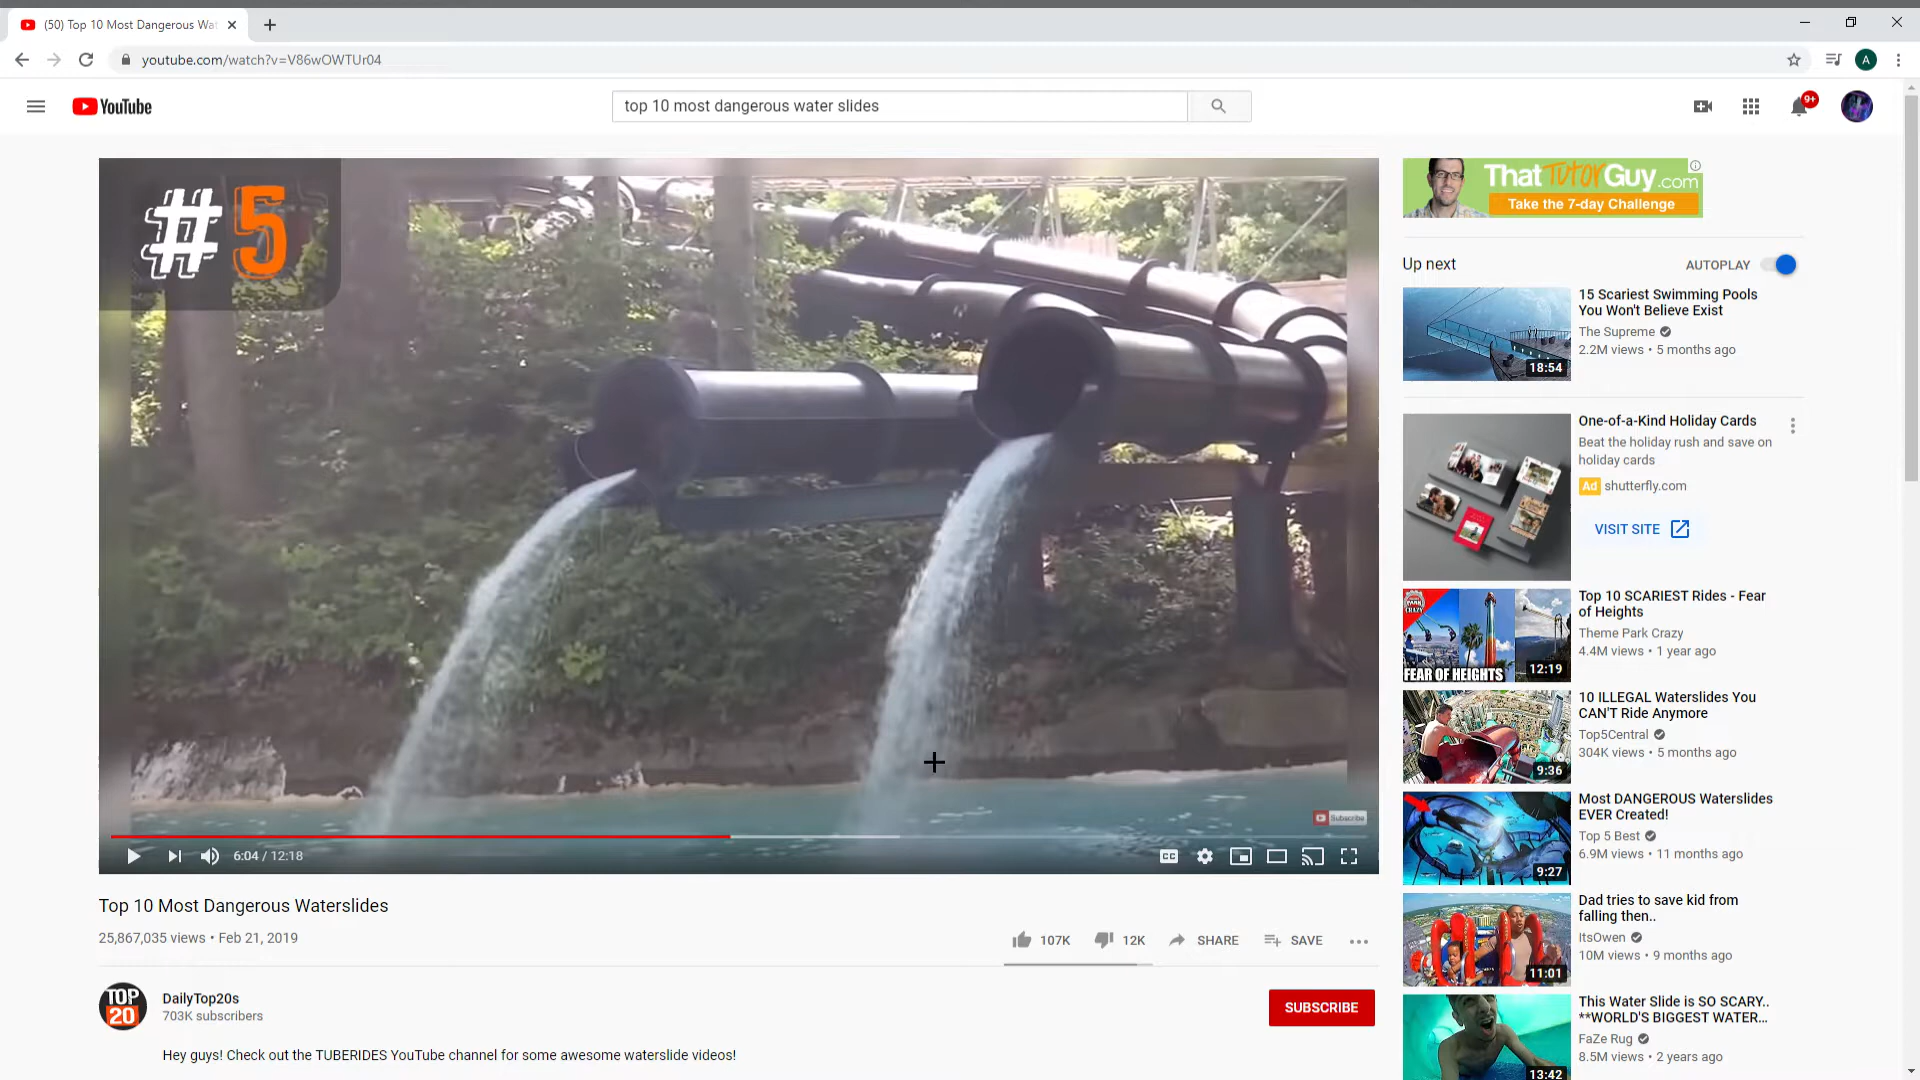 (50) Top 10 Most Dangerous Wat
youtube.com/watch?v=V86wOWTUr04
A
YouTube
top 10 most dangerous water slides
9+
#5
Subscribe
6:04 / 12:18
CC
Top 10 Most Dangerous Waterslides
25,867,035 views • Feb 21, 2019
107K
12K
SHARE
SAVE
TOP
20
DailyTop20s
703K subscribers
SUBSCRIBE
Hey guys! Check out the TUBERIDES YouTube channel for some awesome waterslide videos!
ThatTutorGuy.com
Take the 7-day Challenge
Up next
AUTOPLAY
18:54
15 Scariest Swimming Pools
You Won't Believe Exist
The Supreme
2.2M views • 5 months ago
One-of-a-Kind Holiday Cards
Beat the holiday rush and save on
holiday cards
Ad shutterfly.com
VISIT SITE
PARK
CRAZY
FEAR OF HEIGHTS
12:19
Top 10 SCARIEST Rides - Fear
of Heights
Theme Park Crazy
4.4M views • 1 year ago
9:36
10 ILLEGAL Waterslides You
CAN'T Ride Anymore
Top5Central
304K views • 5 months ago
9:27
Most DANGEROUS Waterslides
EVER Created!
Top 5 Best
6.9M views • 11 months ago
11:01
Dad tries to save kid from
falling then..
ItsOwen
10M views • 9 months ago
13:42
This Water Slide is SO SCARY..
**WORLD'S BIGGEST WATER...
FaZe Rug
8.5M views • 2 years ago